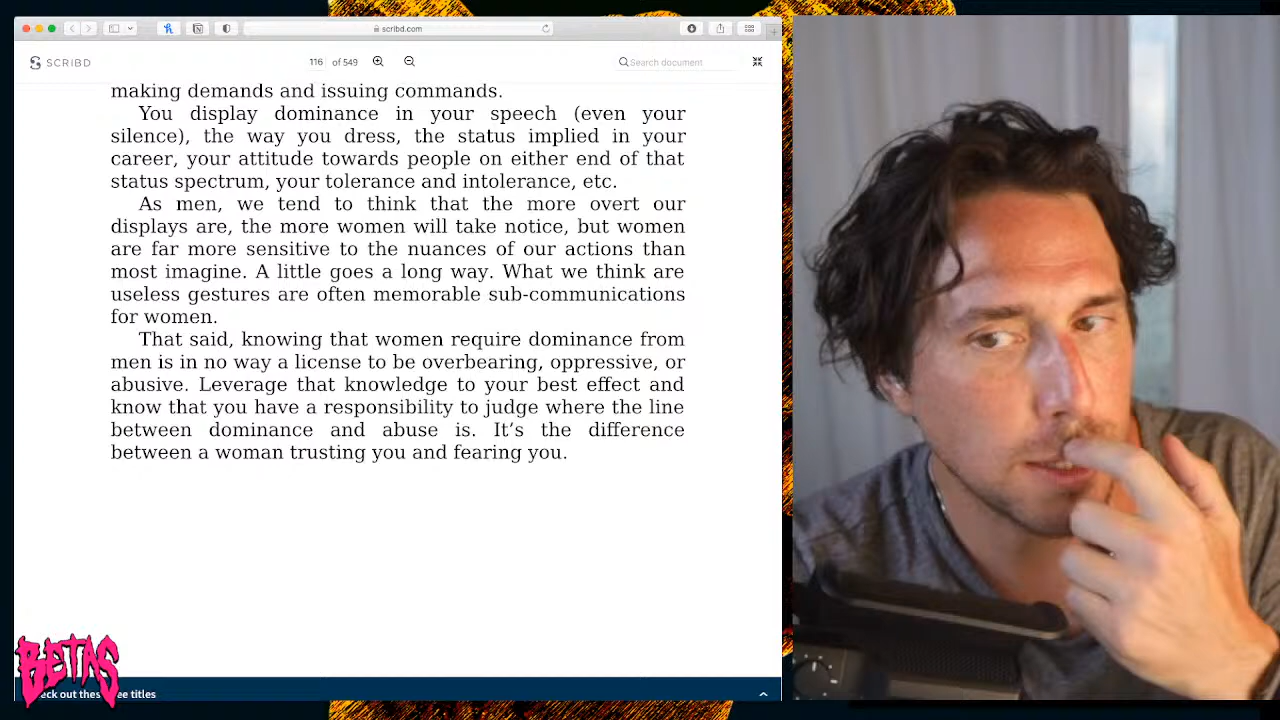 scribd.com
SCRIBD
116 of 549
Search document
making demands and issuing commands.
You display dominance in your speech (even your
silence), the way you dress, the status implied in your
career, your attitude towards people on either end of that
status spectrum, your tolerance and intolerance, etc.
As men, we tend to think that the more overt our
displays are, the more women will take notice, but women
are far more sensitive to the nuances of our actions than
most imagine. A little goes a long way. What we think are
useless gestures are often memorable sub-communications
for women.
That said, knowing that women require dominance from
men is in no way a license to be overbearing, oppressive, or
abusive. Leverage that knowledge to your best effect and
know that you have a responsibility to judge where the line
between dominance and abuse is. It’s the difference
between a woman trusting you and fearing you.
BETAS
eck out thes ee titles